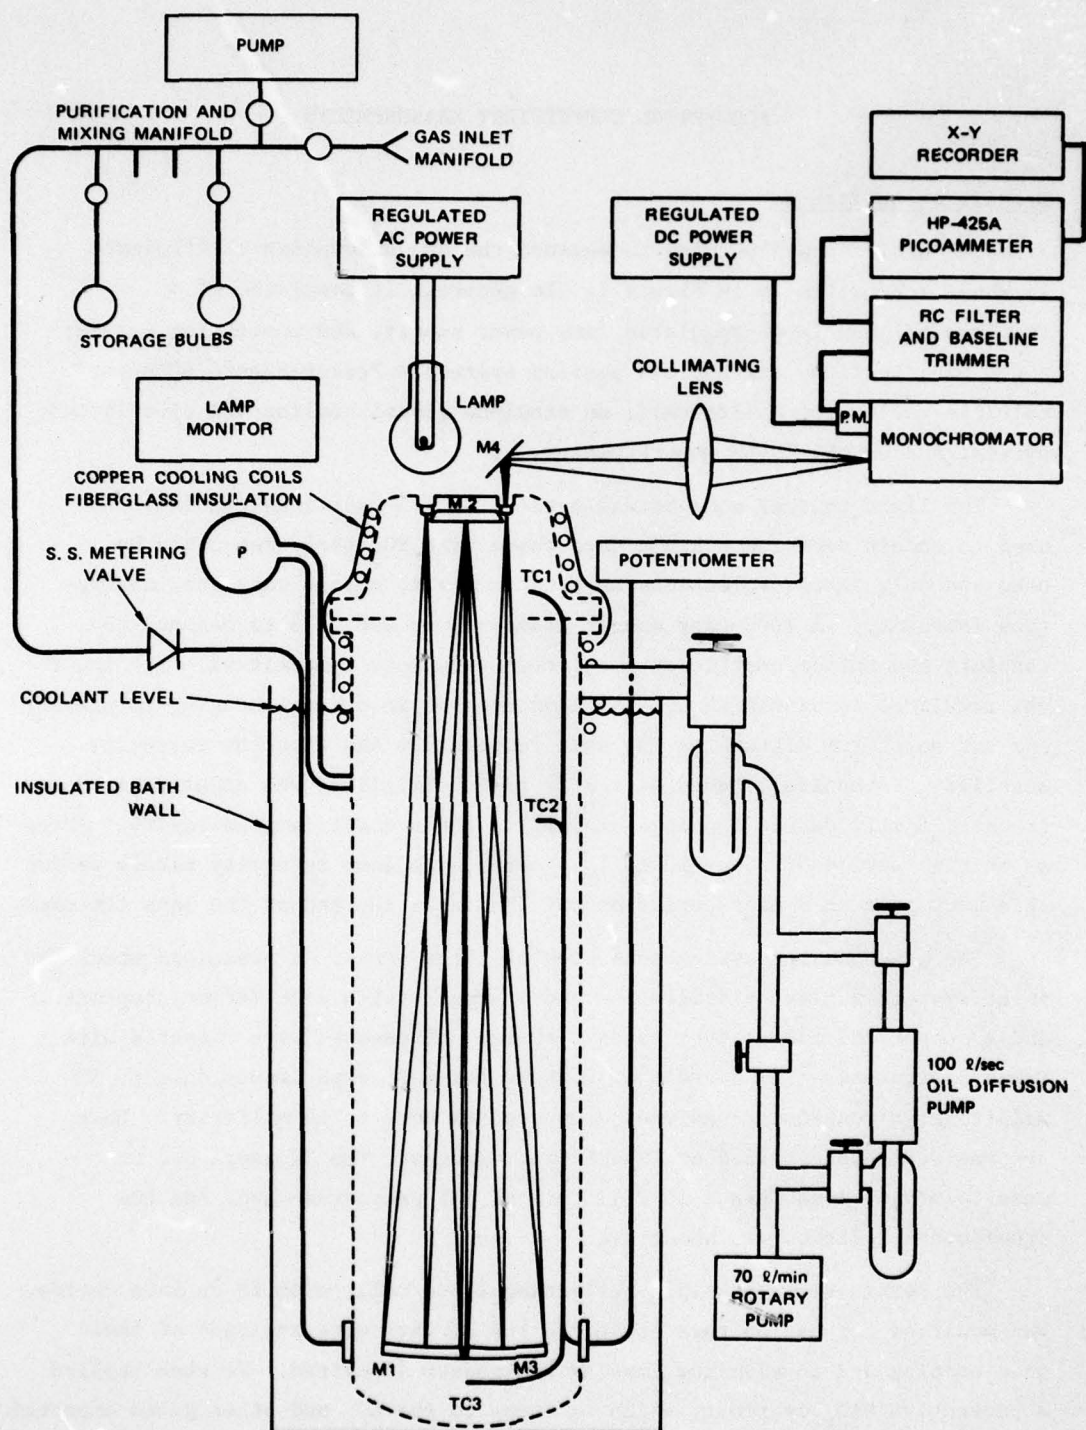 PUMP
PURIFICATION AND
MIXING MANIFOLD
GAS INLET
MANIFOLD
X-Y
RECORDER
REGULATED
AC POWER
SUPPLY
REGULATED
DC POWER
SUPPLY
HP-425A
PICOAMMETER
STORAGE BULBS
RC FILTER
AND BASELINE
TRIMMER
COLLIMATING
LENS
LAMP
MONITOR
LAMP
P.M.
MONOCHROMATOR
M4
COPPER COOLING COILS
FIBERGLASS INSULATION
M2
S.S. METERING
VALVE
P
POTENTIOMETER
TC1
COOLANT LEVEL
INSULATED BATH
WALL
TC2
100 ℓ/sec
OIL DIFFUSION
PUMP
70 ℓ/min
ROTARY
PUMP
M1
M3
TC3